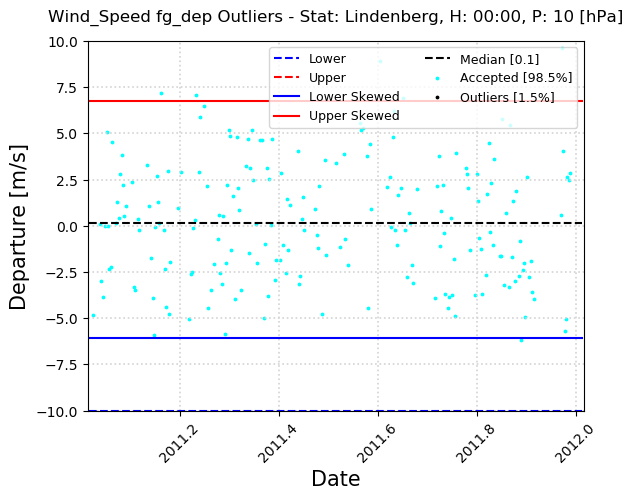 Wind_Speed fg_dep Outliers - Stat: Lindenberg, H: 00:00, P: 10 [hPa]
Departure [m/s]
10.0
7.5
5.0
2.5
0.0
−2.5
−5.0
−7.5
−10.0
Lower
Upper
Lower Skewed
Upper Skewed
Median [0.1]
Accepted [98.5%]
Outliers [1.5%]
2011.2
2011.4
2011.6
2011.8
2012.0
Date